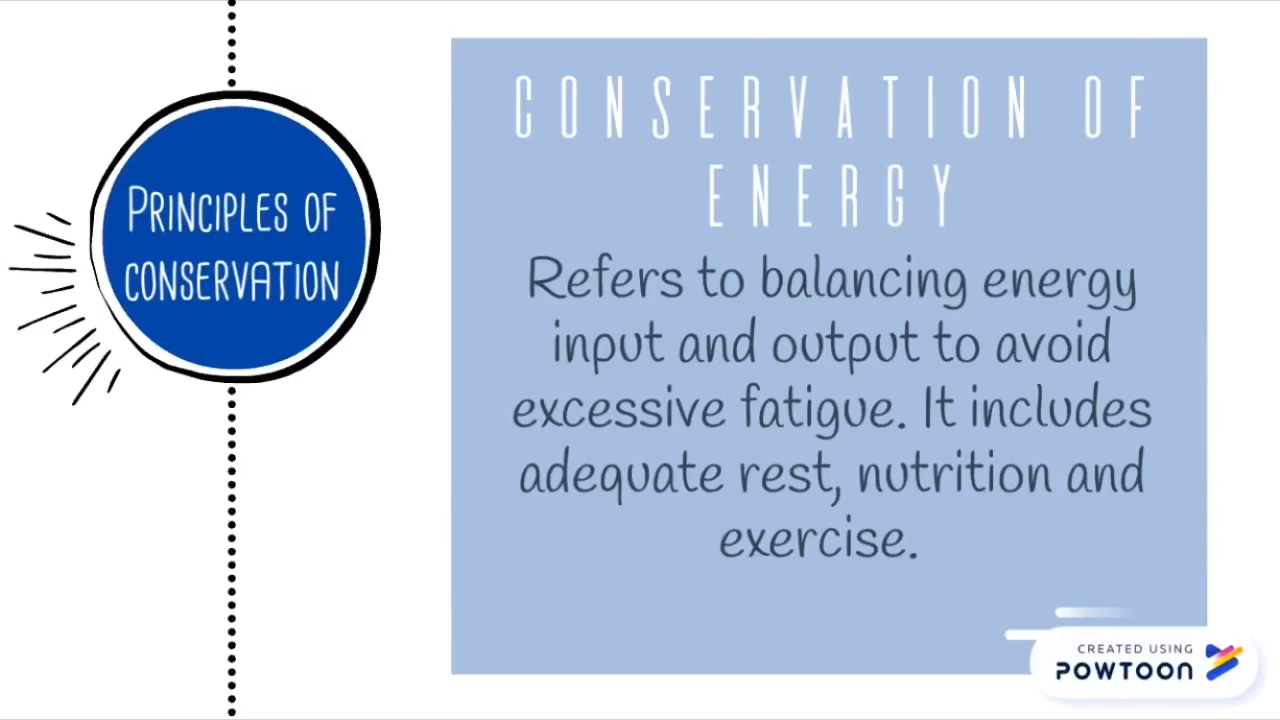 PRINCIPLES OF
CONSERVATION
CONSERVATION OF
ENERGY
Refers to balancing energy
input and output to avoid
excessive fatigue. It includes
adequate rest, nutrition and
exercise.
CREATED USING
POWTOON